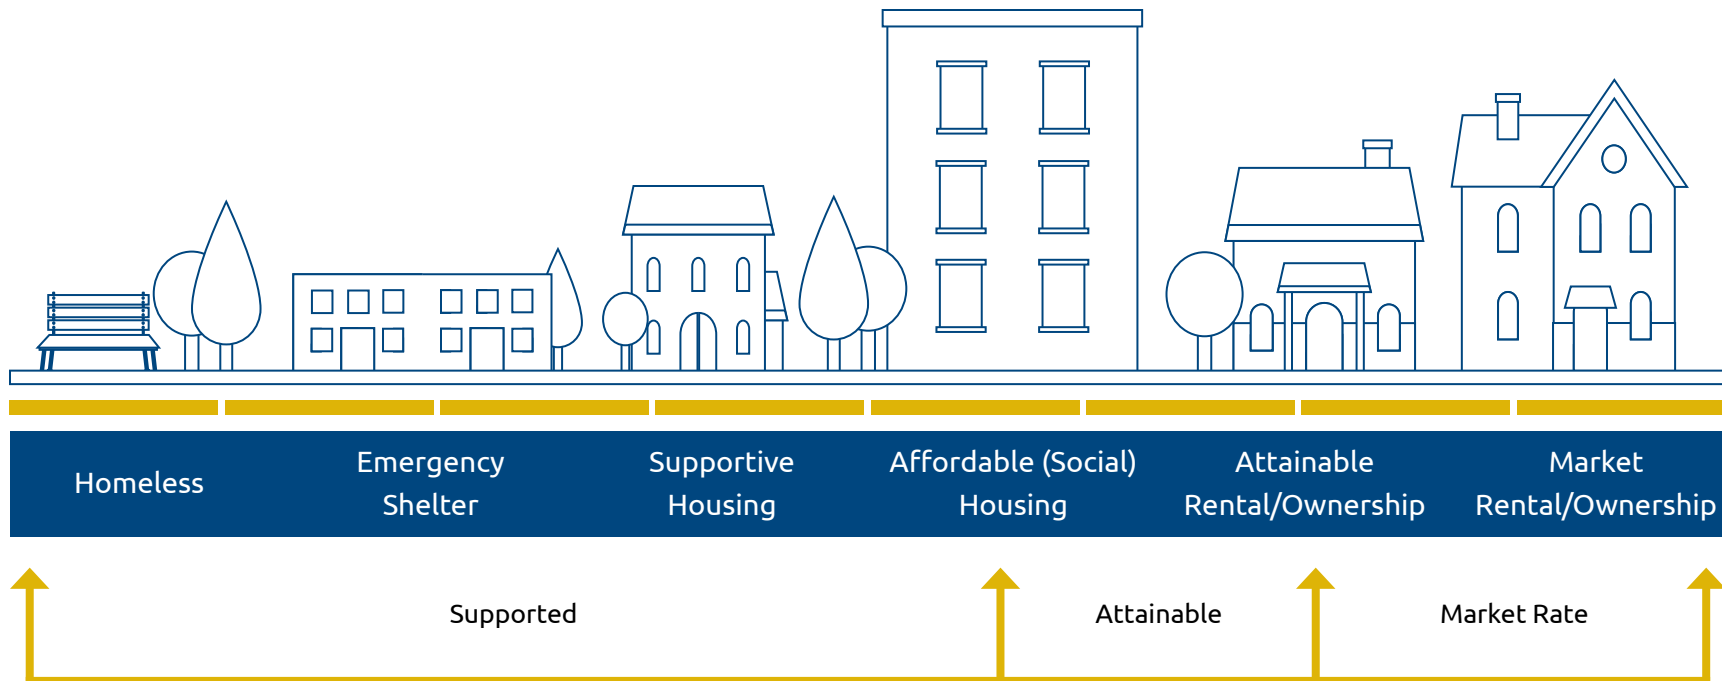 Homeless
Emergency
Shelter
Supportive
Housing
Affordable (Social)
Housing
Attainable
Rental/Ownership
Market
Rental/Ownership
Supported
Attainable
Market Rate